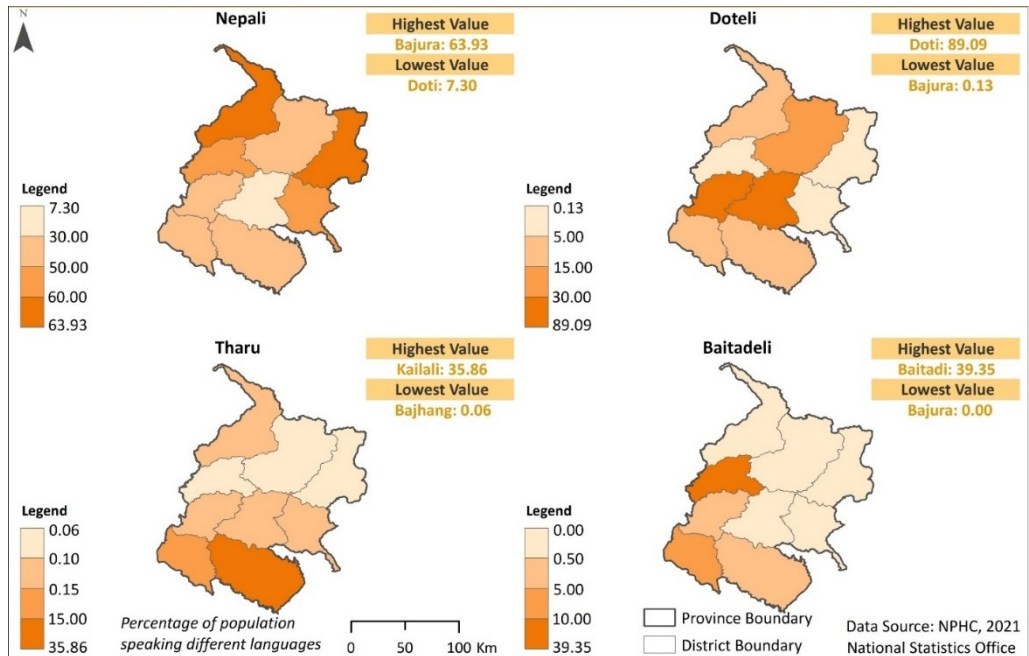 N
Nepali
Highest Value
Bajura: 63.93
Lowest Value
Doti: 7.30
Legend
7.30
30.00
50.00
60.00
63.93
Doteli
Highest Value
Doti: 89.09
Lowest Value
Bajura: 0.13
Legend
0.13
5.00
15.00
30.00
89.09
Tharu
Highest Value
Kailali: 35.86
Lowest Value
Bajhang: 0.06
Legend
0.06
0.10
0.15
15.00
35.86
Baitadeli
Highest Value
Baitadi: 39.35
Lowest Value
Bajura: 0.00
Legend
0.00
0.50
5.00
10.00
39.35
Percentage of population
speaking different languages
0 50 100 Km
Province Boundary
District Boundary
Data Source: NPHC, 2021
National Statistics Office